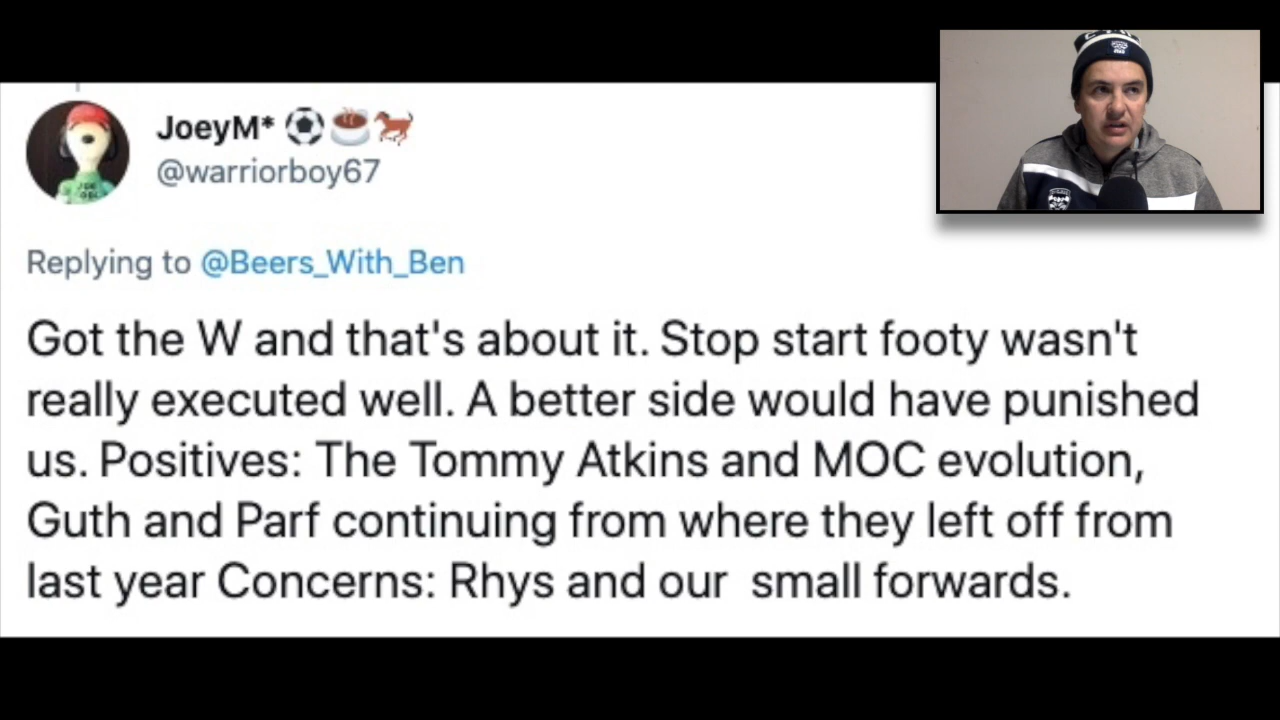 JoeyM* ⚽☕🐕
@warriorboy67
Replying to @Beers_With_Ben
Got the W and that's about it. Stop start footy wasn't
really executed well. A better side would have punished
us. Positives: The Tommy Atkins and MOC evolution,
Guth and Parf continuing from where they left off from
last year Concerns: Rhys and our  small forwards.